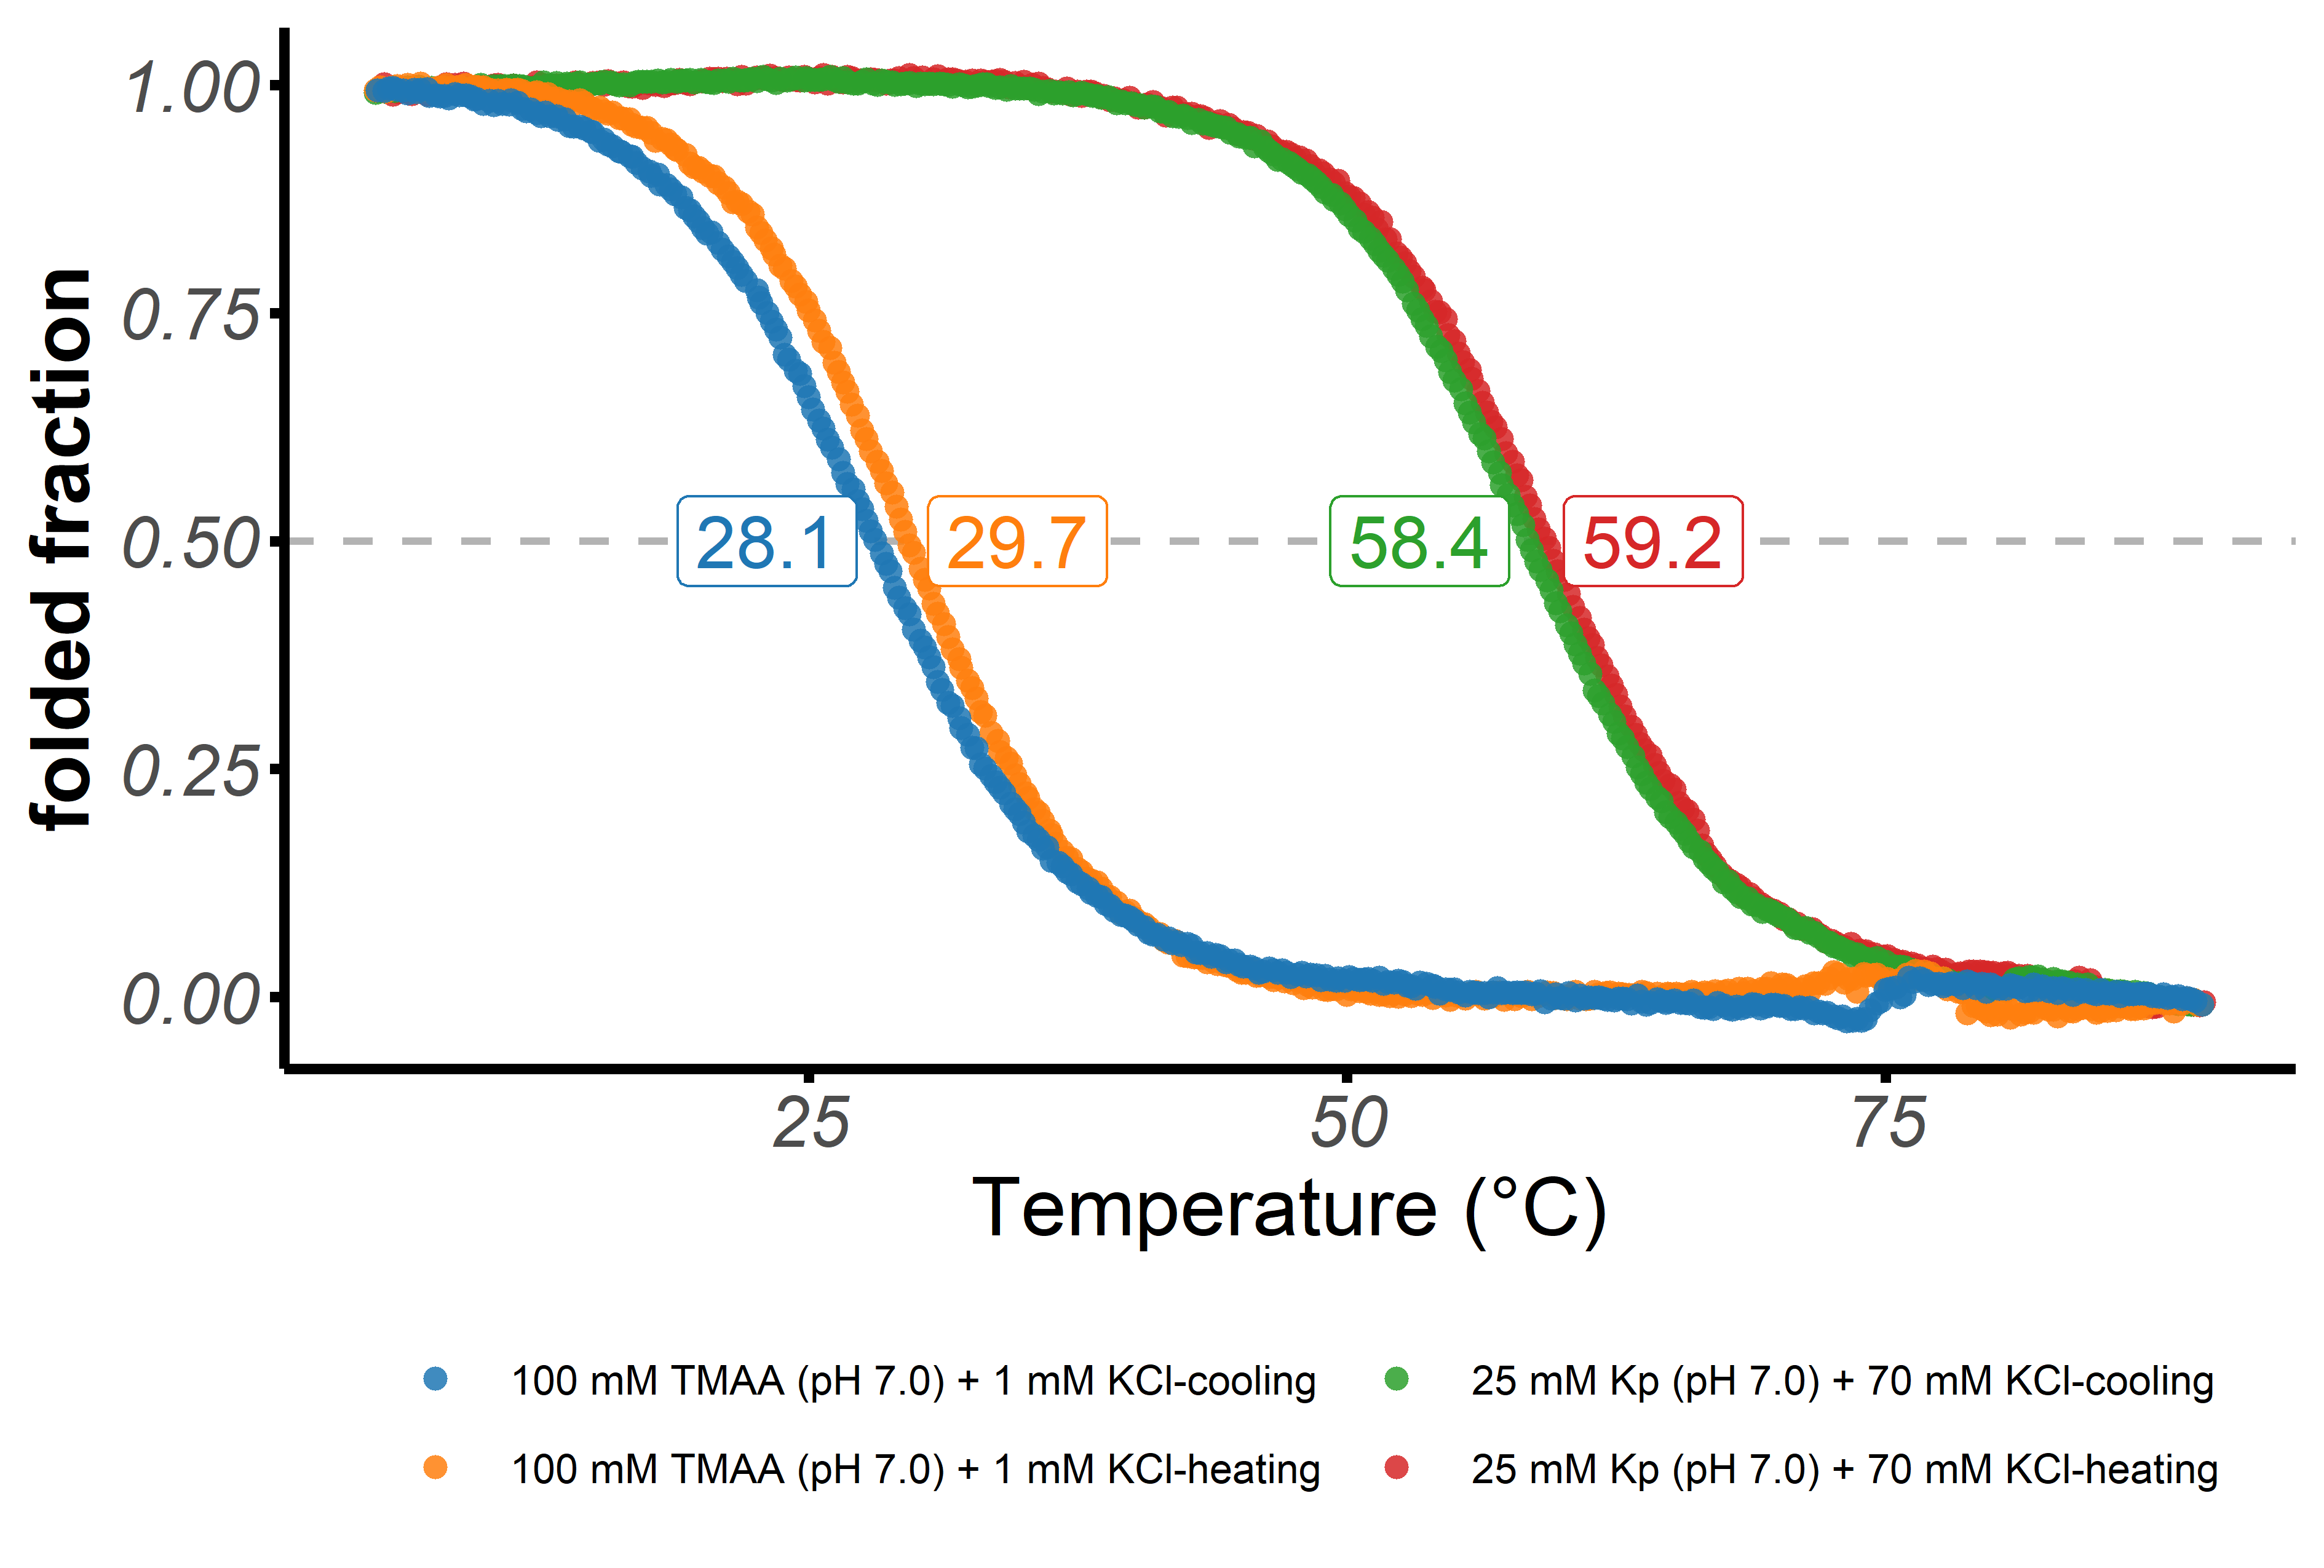 folded fraction
1.00
0.75
0.50
0.25
0.00
28.1
29.7
58.4
59.2
25
50
75
Temperature (°C)
100 mM TMAA (pH 7.0) + 1 mM KCl-cooling
100 mM TMAA (pH 7.0) + 1 mM KCl-heating
25 mM Kp (pH 7.0) + 70 mM KCl-cooling
25 mM Kp (pH 7.0) + 70 mM KCl-heating